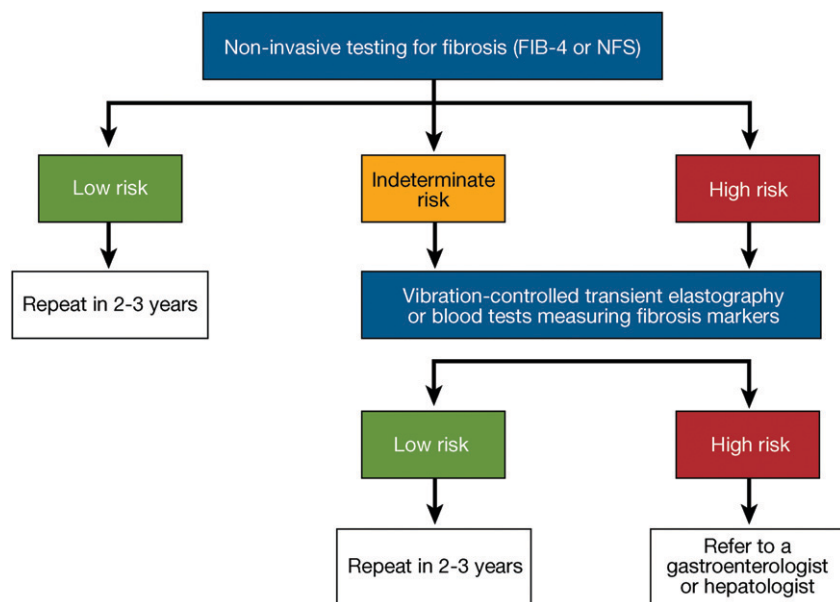 Non-invasive testing for fibrosis (FIB-4 or NFS)
Low risk
Indeterminate
risk
High risk
Repeat in 2-3 years
Vibration-controlled transient elastography
or blood tests measuring fibrosis markers
Low risk
High risk
Repeat in 2-3 years
Refer to a
gastroenterologist
or hepatologist